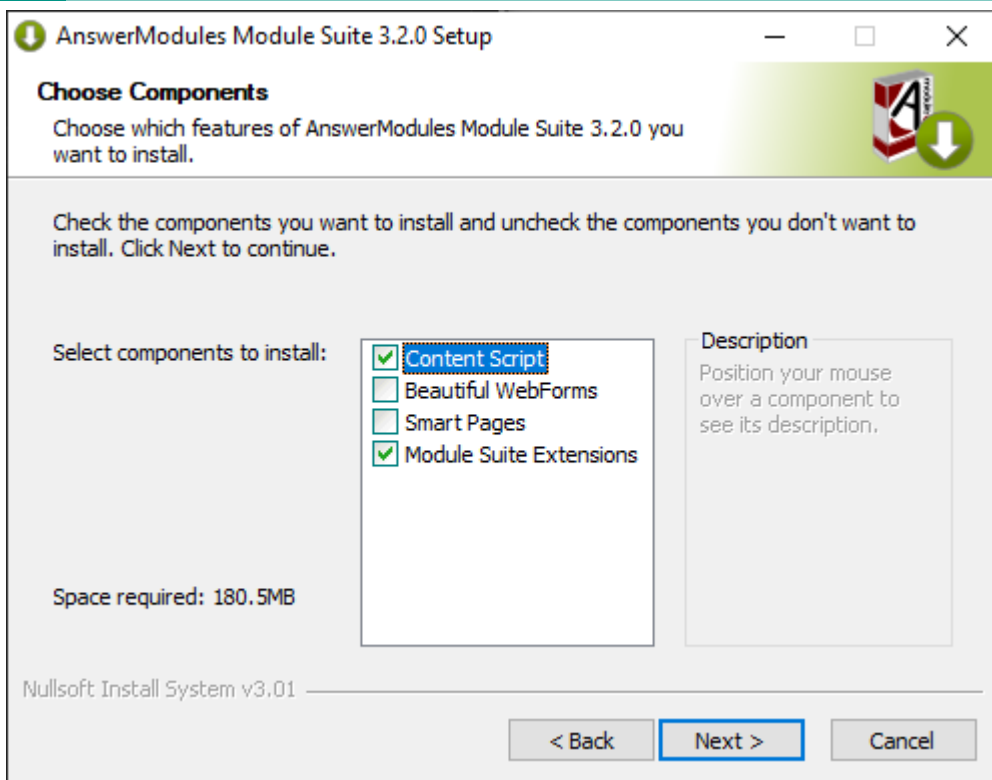 AnswerModules Module Suite 3.2.0 Setup
Choose Components
Choose which features of AnswerModules Module Suite 3.2.0 you
want to install.
Check the components you want to install and uncheck the components you don't want to
install. Click Next to continue.
Select components to install:
Content Script
Beautiful WebForms
Smart Pages
Module Suite Extensions
Description
Position your mouse
over a component to
see its description.
Space required: 180.5MB
Nullsoft Install System v3.01
< Back
Next >
Cancel